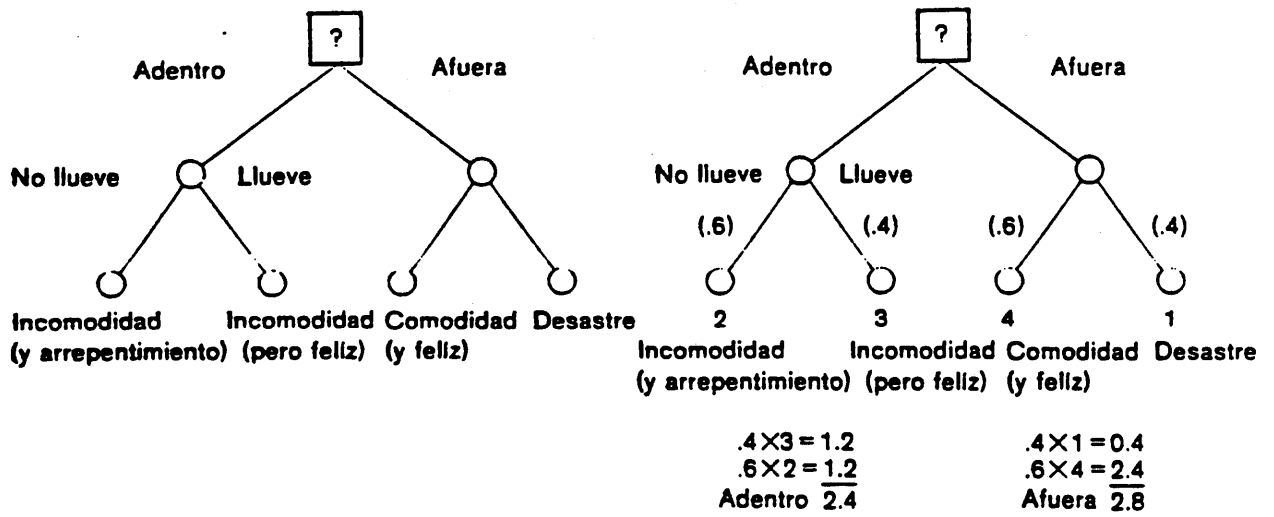 ?
Adentro
Afuera
No llueve
Llueve
Incomodidad
(y arrepentimiento)
Incomodidad
(pero feliz)
Comodidad
(y feliz)
Desastre
?
Adentro
Afuera
No llueve
Llueve
(.6)
(.4)
(.6)
(.4)
2
3
4
1
Incomodidad
(y arrepentimiento)
Incomodidad
(pero feliz)
Comodidad
(y feliz)
Desastre
.4×3=1.2
.6×2=1.2
Adentro 2.4
.4×1=0.4
.6×4=2.4
Afuera 2.8